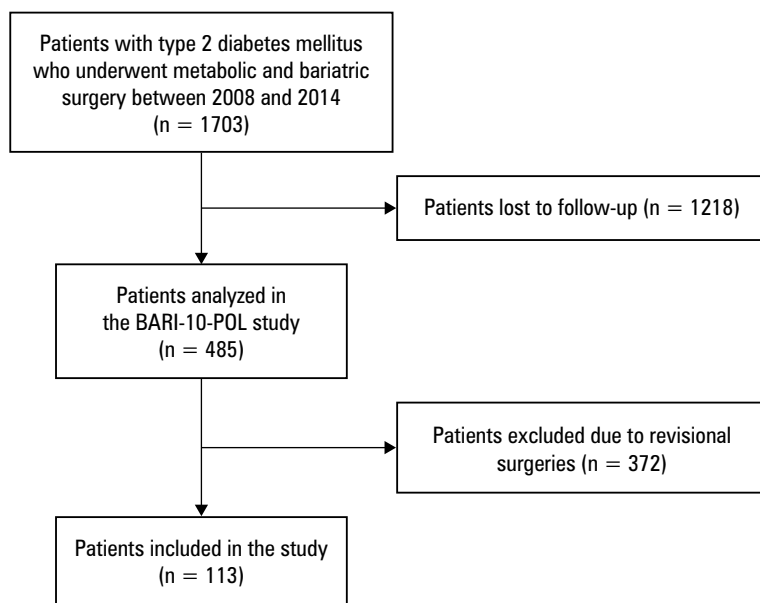 Patients with type 2 diabetes mellitus
who underwent metabolic and bariatric
surgery between 2008 and 2014
(n = 1703)
Patients lost to follow-up (n = 1218)
Patients analyzed in
the BARI-10-POL study
(n = 485)
Patients excluded due to revisional
surgeries (n = 372)
Patients included in the study
(n = 113)